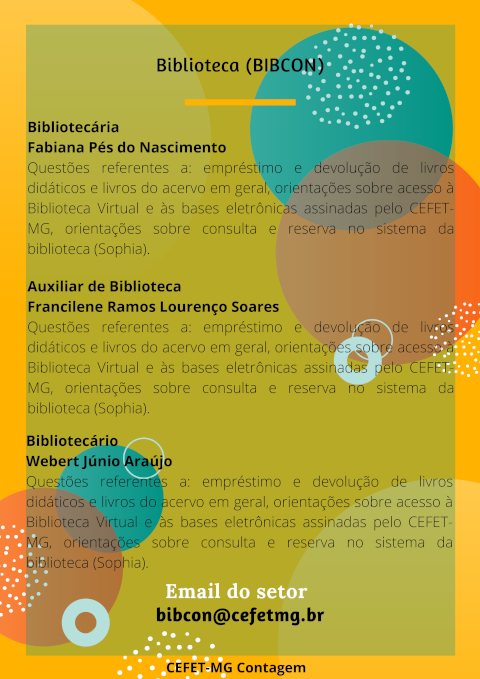 Biblioteca (BIBCON)
Bibliotecária
Fabiana Pés do Nascimento
Questões referentes a: empréstimo e devolução de livros
didáticos e livros do acervo em geral, orientações sobre acesso à
Biblioteca Virtual e às bases eletrônicas assinadas pelo CEFET-
MG, orientações sobre consulta e reserva no sistema da
biblioteca (Sophia).
Auxiliar de Biblioteca
Francilene Ramos Lourenço Soares
Questões referentes a: empréstimo e devolução de livros
didáticos e livros do acervo em geral, orientações sobre acesso à
Biblioteca Virtual e às bases eletrônicas assinadas pelo CEFET-
MG, orientações sobre consulta e reserva no sistema da
biblioteca (Sophia).
Bibliotecário
Webert Júnio Araújo
Questões referentes a: empréstimo e devolução de livros
didáticos e livros do acervo em geral, orientações sobre acesso à
Biblioteca Virtual e às bases eletrônicas assinadas pelo CEFET-
MG, orientações sobre consulta e reserva no sistema da
biblioteca (Sophia).
Email do setor
bibcon@cefetmg.br
CEFET-MG Contagem